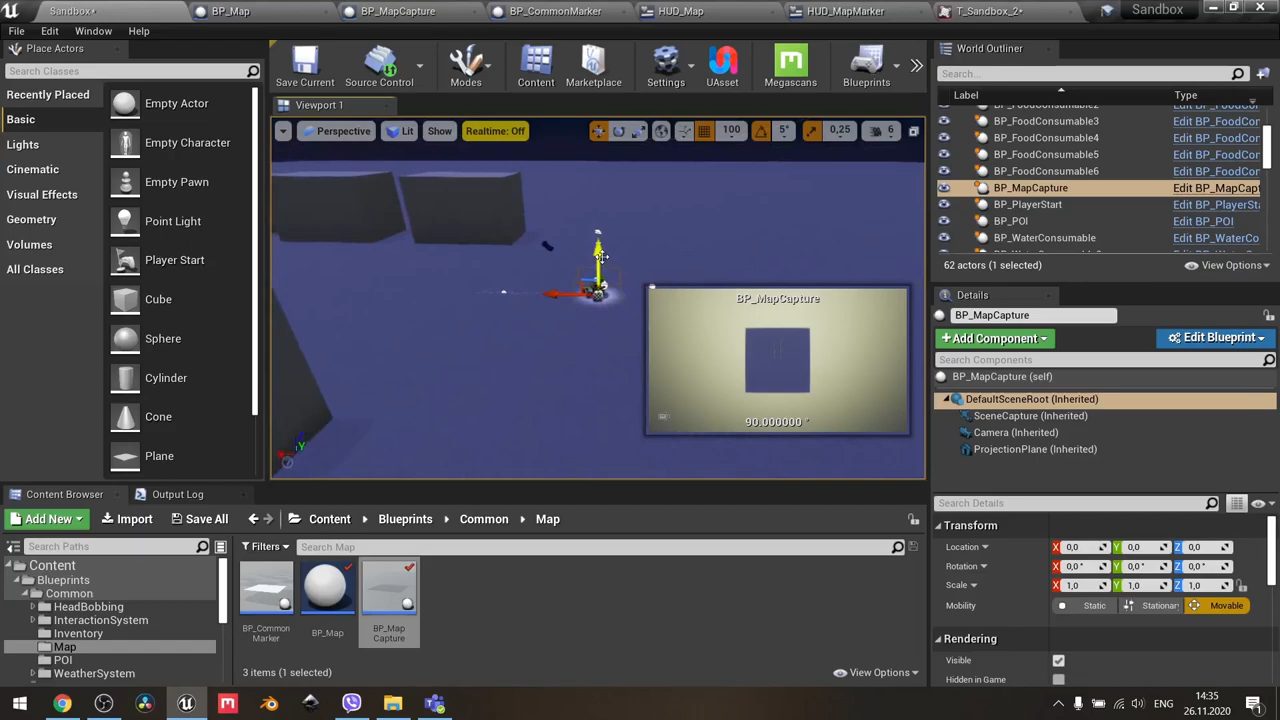 Sandbox*
BP_Map
BP_MapCapture
BP_CommonMarker
HUD_Map
HUD_MapMarker
T_Sandbox_2*
Sandbox
File
Edit
Window
Help
Place Actors
Search Classes
Recently Placed
Basic
Lights
Cinematic
Visual Effects
Geometry
Volumes
All Classes
Empty Actor
Empty Character
Empty Pawn
Point Light
Player Start
Cube
Sphere
Cylinder
Cone
Plane
Save Current
Source Control
Modes
Content
Marketplace
Settings
UAsset
Megascans
Blueprints
Viewport 1
Perspective
Lit
Show
Realtime: Off
100
5°
0,25
6
BP_MapCapture
90.000000 °
World Outliner
Search...
Label
Type
BP_FoodConsumable2
BP_FoodConsumable3
Edit BP_FoodCor
BP_FoodConsumable4
Edit BP_FoodCor
BP_FoodConsumable5
Edit BP_FoodCor
BP_FoodConsumable6
Edit BP_FoodCor
BP_MapCapture
Edit BP_MapCapt
BP_PlayerStart
Edit BP_PlayerSta
BP_POI
Edit BP_POI
BP_WaterConsumable
Edit BP_WaterCo
62 actors (1 selected)
View Options
Details
BP_MapCapture
Add Component
Edit Blueprint
Search Components
BP_MapCapture (self)
DefaultSceneRoot (Inherited)
SceneCapture (Inherited)
Camera (Inherited)
ProjectionPlane (Inherited)
Search Details
Transform
Location
X 0,0 Y 0,0 Z 0,0
Rotation
X 0,0 ° Y 0,0 ° Z 0,0 °
Scale
X 1,0 Y 1,0 Z 1,0
Mobility
Static
Stationar
Movable
Rendering
Visible
Hidden in Game
Content Browser
Output Log
Add New
Import
Save All
Content
Blueprints
Common
Map
Search Paths
Filters
Search Map
Content
Blueprints
Common
HeadBobbing
InteractionSystem
Inventory
Map
POI
WeatherSystem
BP_Common
Marker
BP_Map
BP_Map
Capture
3 items (1 selected)
View Options
ENG
14:35
26.11.2020